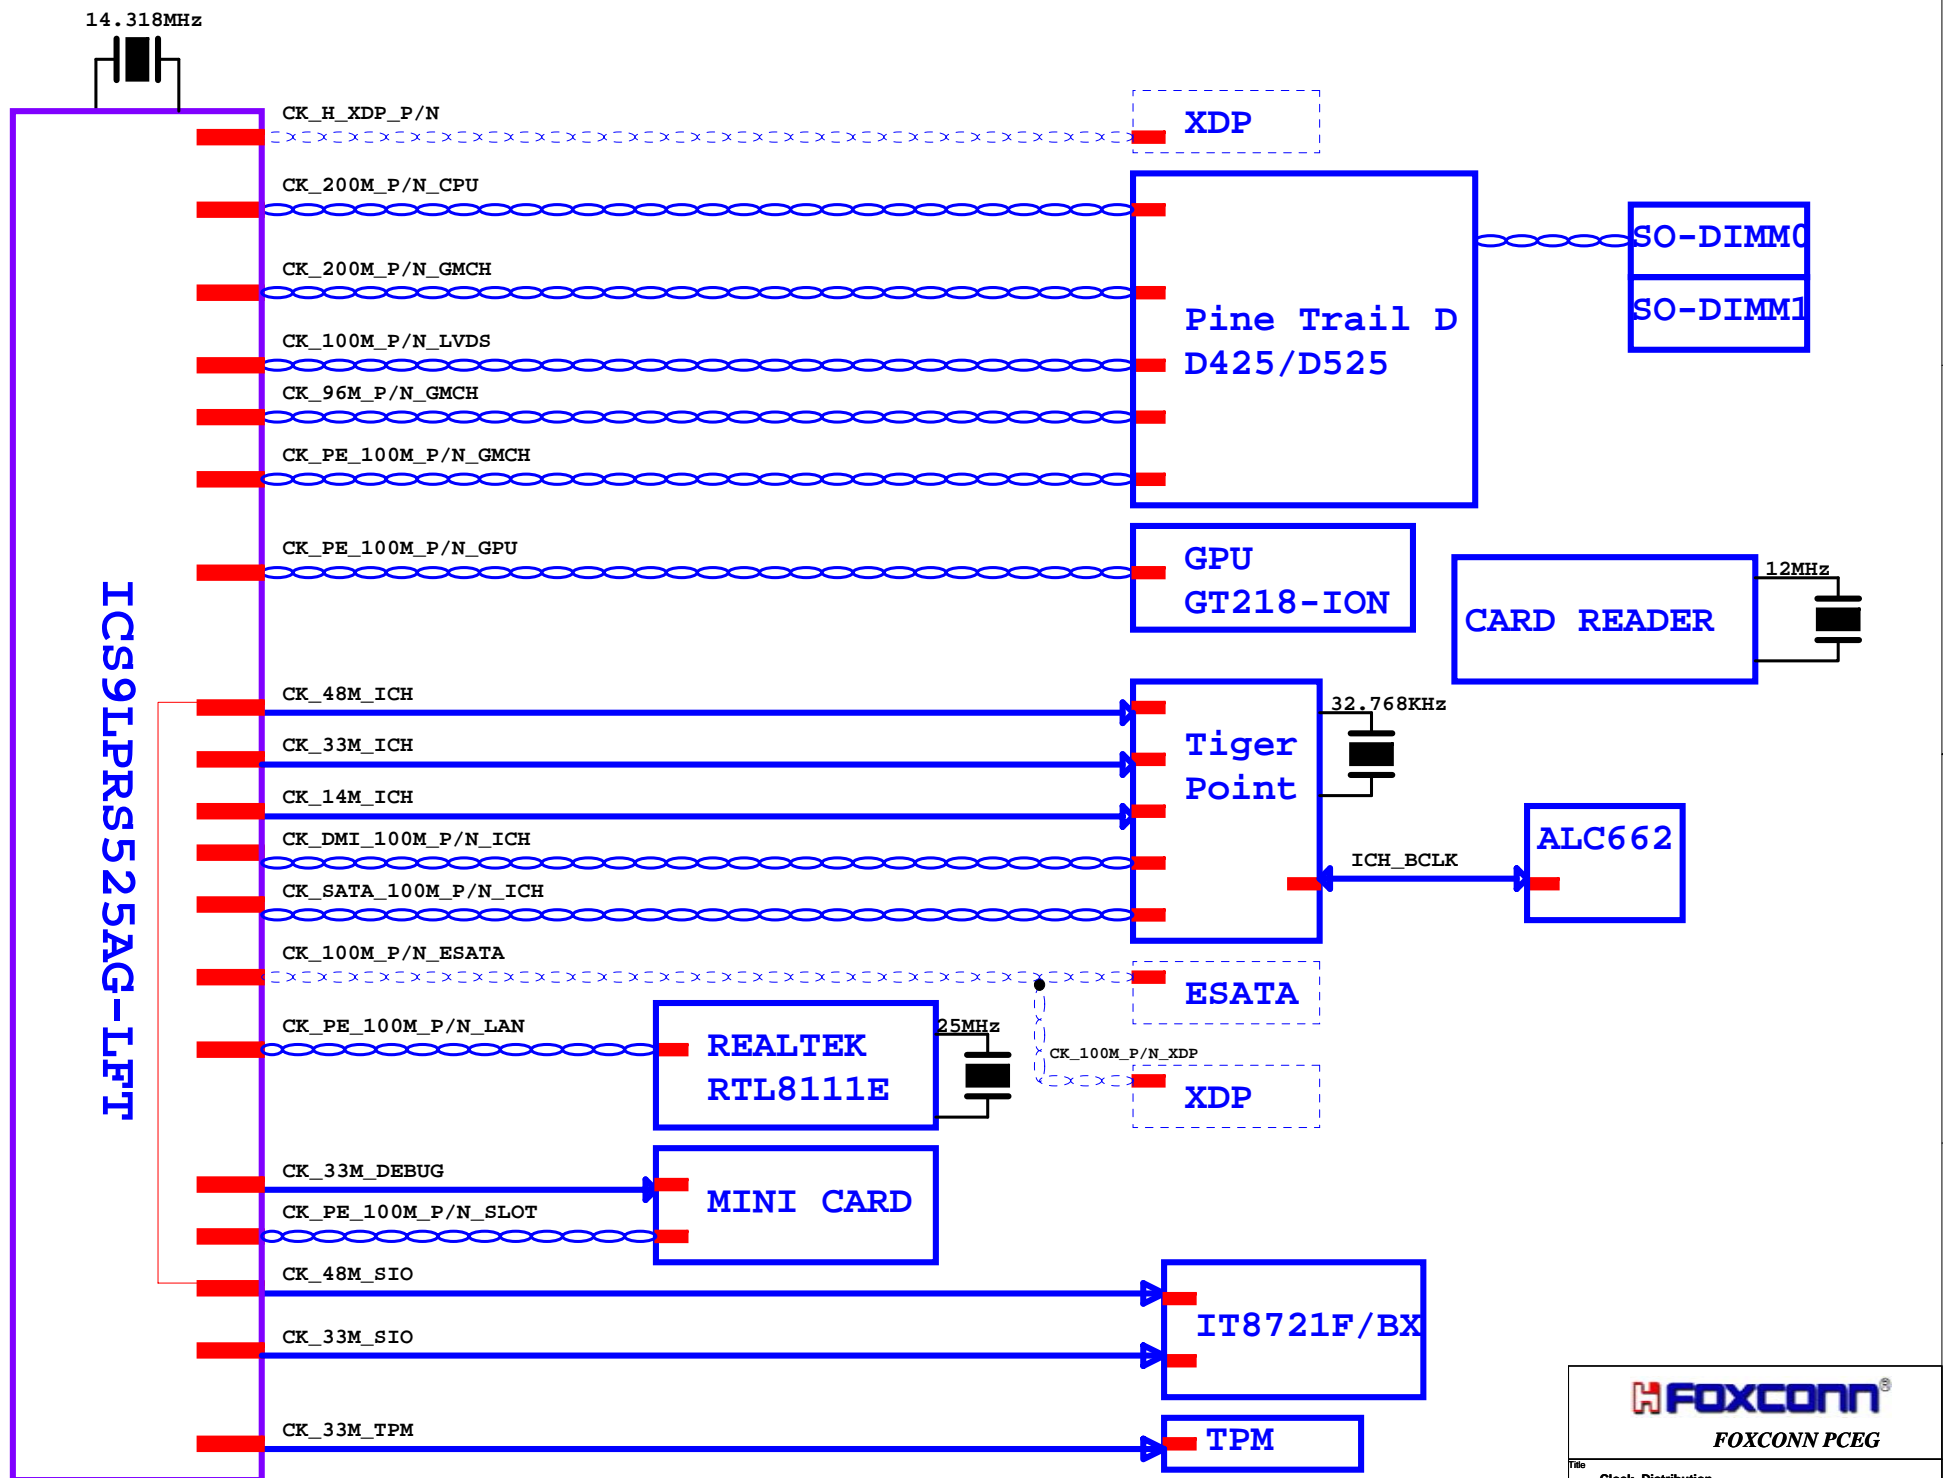 14.318MHz
CK_H_XDP_P/N
XDP
CK_200M_P/N_CPU
SO-DIMM0
CK_200M_P/N_GMCH
SO-DIMM1
Pine Trail D
D425/D525
CK_100M_P/N_LVDS
CK_96M_P/N_GMCH
CK_PE_100M_P/N_GMCH
CK_PE_100M_P/N_GPU
GPU
GT218-ION
12MHz
CARD READER
ICS9LPRS525AG-LFT
CK_48M_ICH
32.768KHz
CK_33M_ICH
Tiger
Point
CK_14M_ICH
CK_DMI_100M_P/N_ICH
ALC662
ICH_BCLK
CK_SATA_100M_P/N_ICH
CK_100M_P/N_ESATA
ESATA
CK_PE_100M_P/N_LAN
25MHz
REALTEK
RTL8111E
CK_100M_P/N_XDP
XDP
CK_33M_DEBUG
MINI CARD
CK_PE_100M_P/N_SLOT
CK_48M_SIO
IT8721F/BX
CK_33M_SIO
CK_33M_TPM
TPM
FOXCONN®
FOXCONN PCEG
Title
Clock Distribution